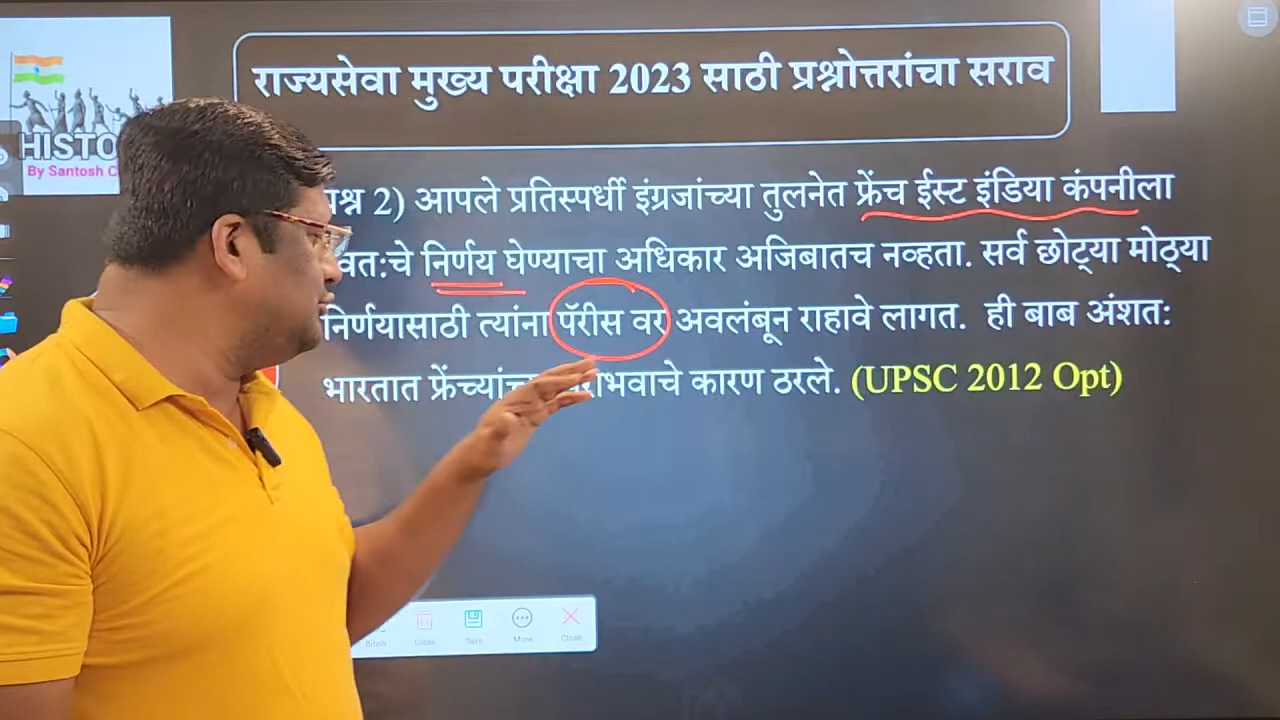 राज्यसेवा मुख्य परीक्षा 2023 साठी प्रश्नोत्तरांचा सराव
HISTO
By Santosh C
2) आपले प्रतिस्पर्धी इंग्रजांच्या तुलनेत फ्रेंच ईस्ट इंडिया कंपनीला
निर्णय घेण्याचा अधिकार अजिबातच नव्हता. सर्व छोट्या मोठ्या
निर्णयासाठी त्यांना पॅरीस वर अवलंबून राहावे लागत. ही बाब अंशत:
भारतात कारण ठरले. (UPSC 2012 Opt)
Save More Close